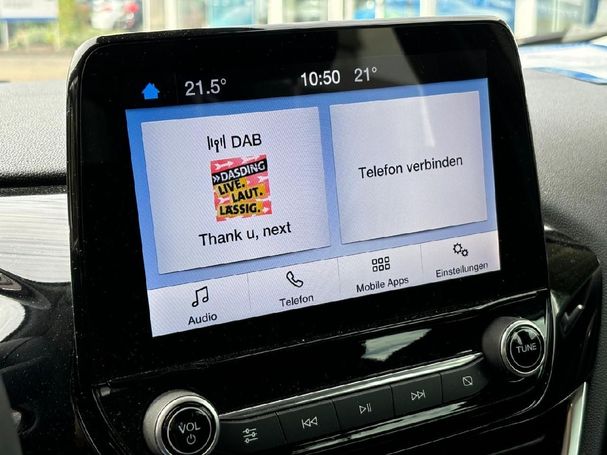 21.5°
10:50
21°
DAB
»DASDING
LIVE.
LAUT.
LÄSSIG.
Thank u, next
Telefon verbinden
Audio
Telefon
Mobile Apps
Einstellungen
VOL
TUNE